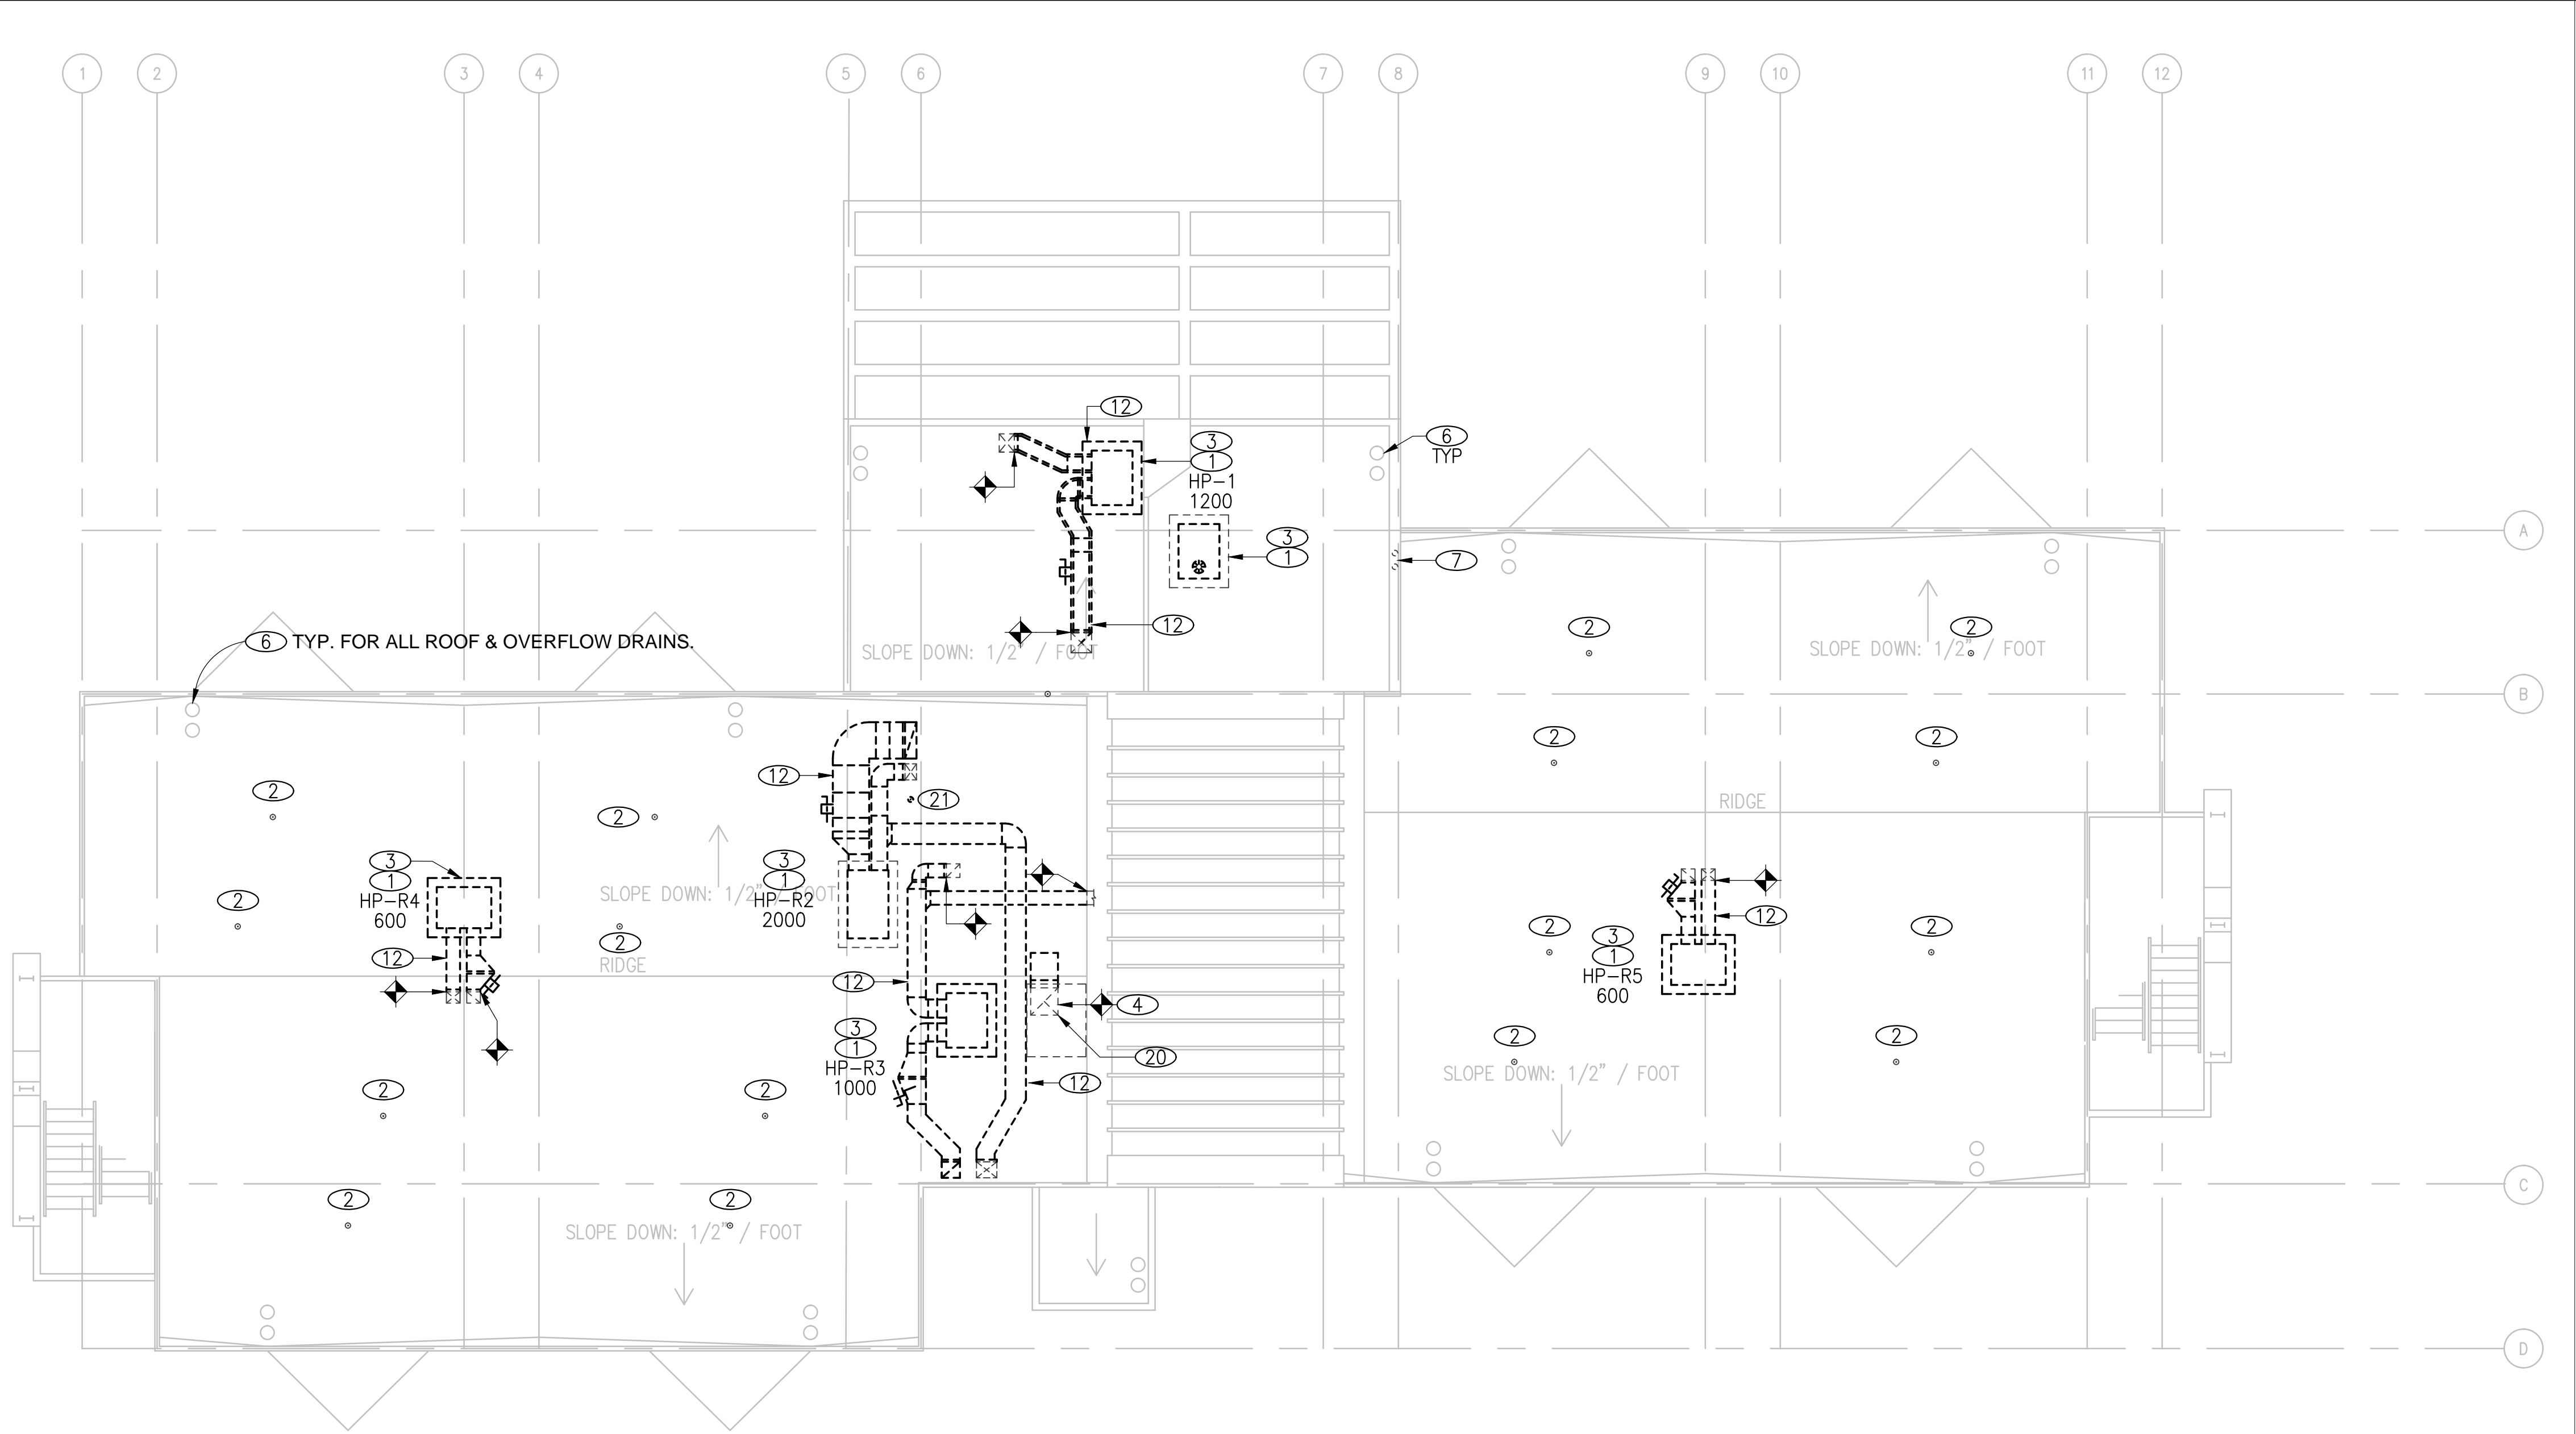 1 2 3 4 5 6 7 8 9 10 11 12
12
3
1
HP-1
1200
6
TYP
3
1
7
A
12
2
2
6 TYP. FOR ALL ROOF & OVERFLOW DRAINS.
SLOPE DOWN: 1/2" / FOOT
SLOPE DOWN: 1/2" / FOOT
B
2
2
12
2
21
RIDGE
2
3
1
HP-R4
600
3
1
HP-R2
2000
SLOPE DOWN: 1/2" / FOOT
2
2
RIDGE
12
12
2
2
12
3
1
HP-R5
600
4
3
1
HP-R3
1000
20
12
2
2
SLOPE DOWN: 1/2" / FOOT
2
2
C
2
2
SLOPE DOWN: 1/2" / FOOT
D